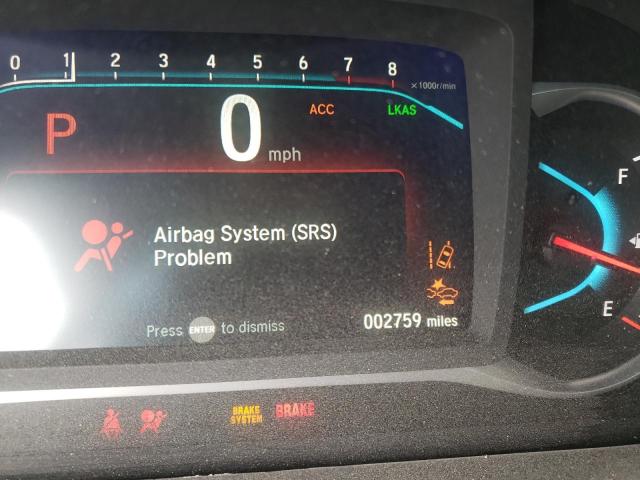 0 1 2 3 4 5 6 7 8
×1000r/min
P 0 mph
ACC
LKAS
Airbag System (SRS)
Problem
Press ENTER to dismiss
002759 miles
F
E
BRAKE
SYSTEM
BRAKE